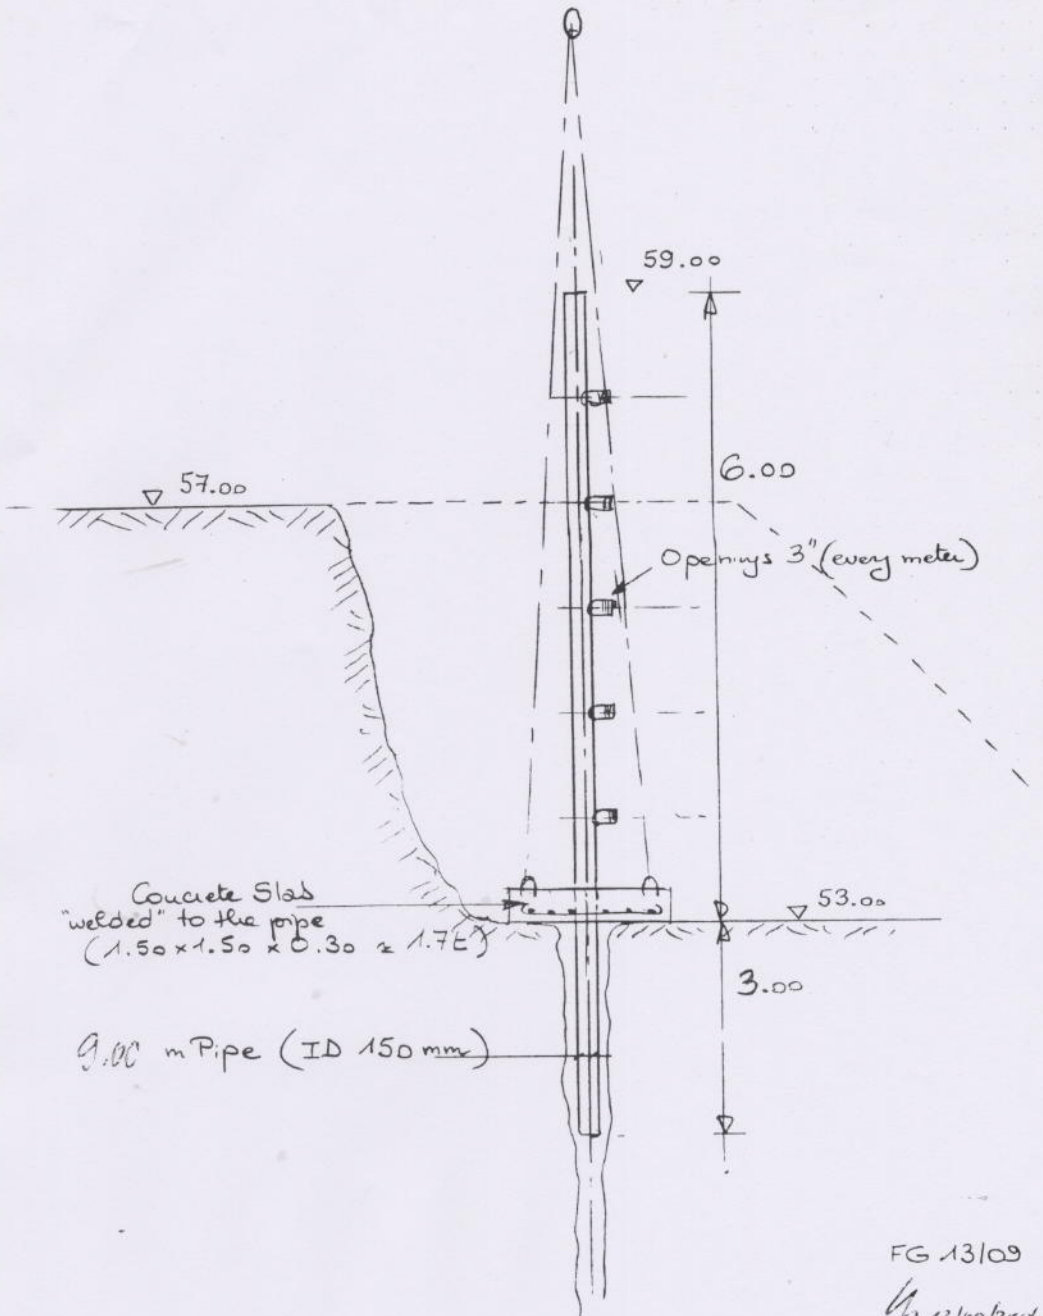 59.00
57.00
6.00
Openings 3" (every meter)
Concrete Slab
"welded" to the pipe
(1.50 x 1.50 x 0.30 ≈ 1.7t)
53.00
3.00
9.00 m Pipe (ID 150 mm)
FG 13/09